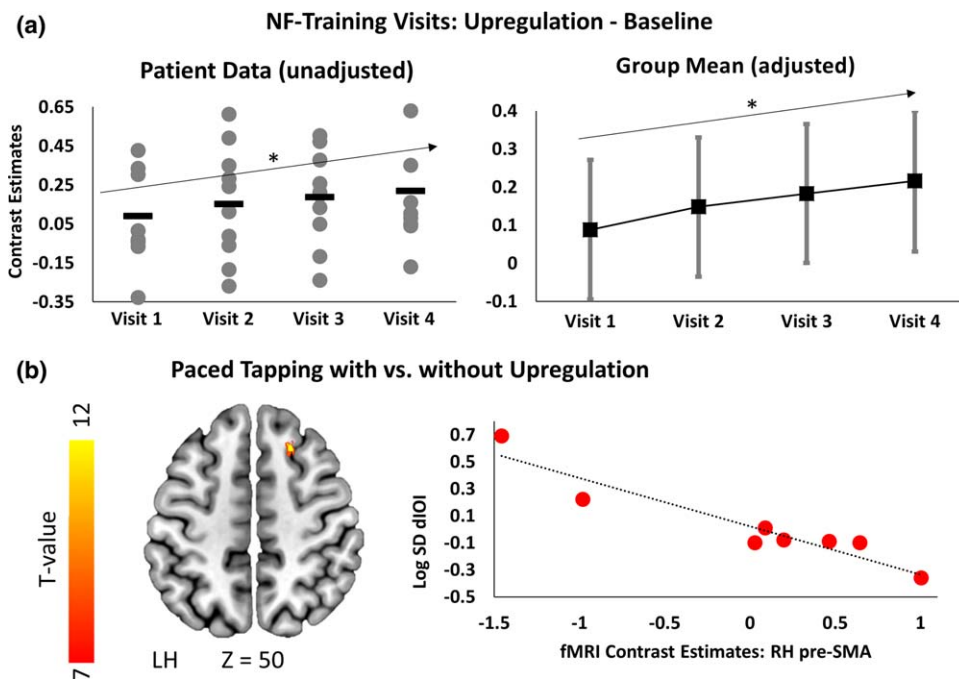 NF-Training Visits: Upregulation - Baseline
(a)
Patient Data (unadjusted)
Contrast Estimates
0.65
0.45
0.25
0.05
-0.15
-0.35
*
Visit 1 Visit 2 Visit 3 Visit 4
Group Mean (adjusted)
0.4
0.3
0.2
0.1
0
-0.1
*
Visit 1 Visit 2 Visit 3 Visit 4
(b)
Paced Tapping with vs. without Upregulation
12
T-value
7
LH Z = 50
Log SD dIOI
0.7
0.5
0.3
0.1
-0.1
-0.3
-0.5
-1.5 -1 -0.5 0 0.5 1
fMRI Contrast Estimates: RH pre-SMA